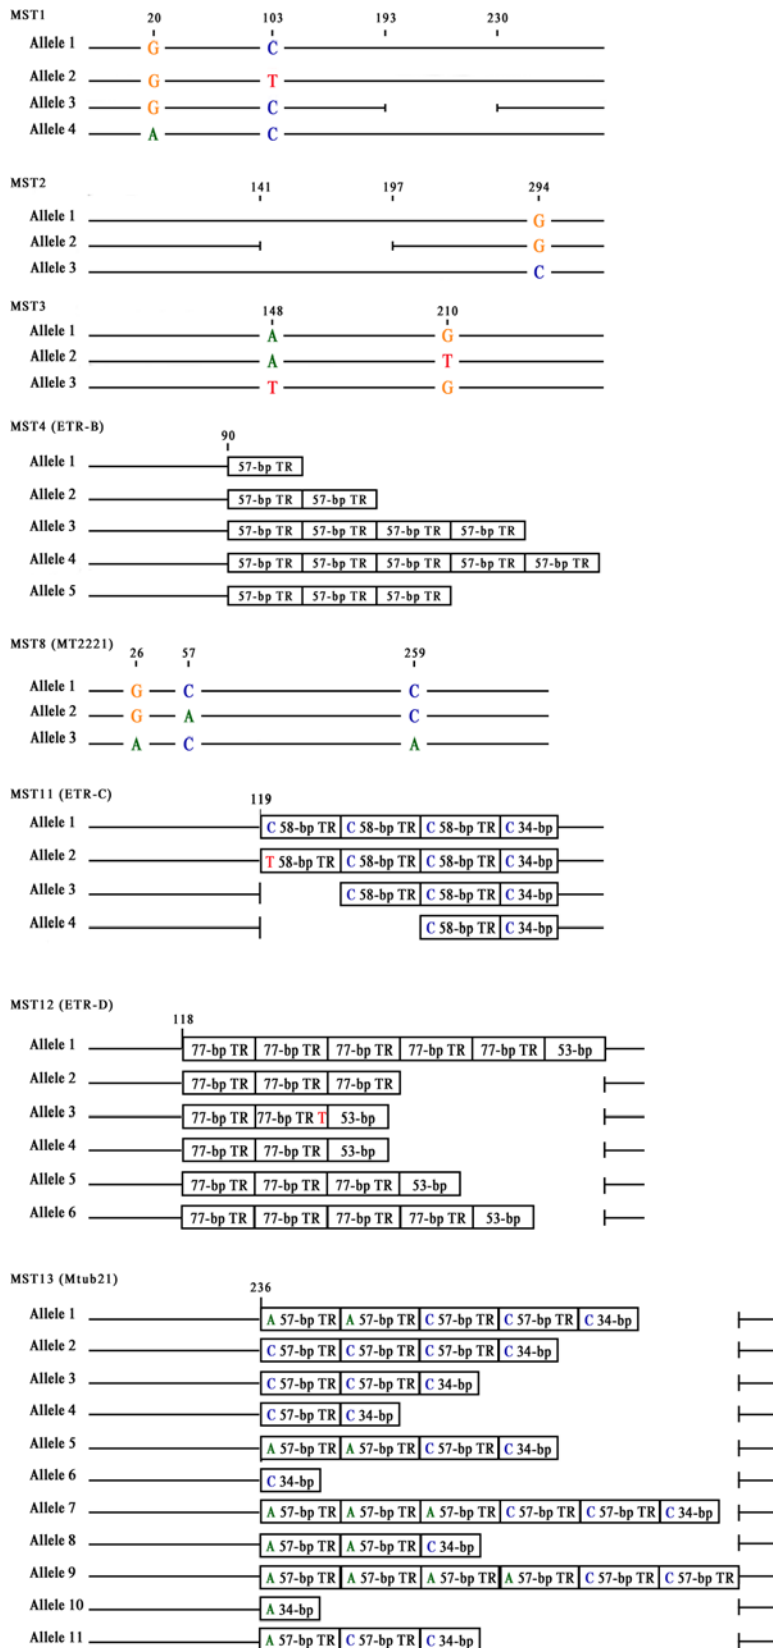 MST1
20 103 193 230
Allele 1 G C
Allele 2 G T
Allele 3 G C
Allele 4 A C
MST2
141 197 294
Allele 1 G
Allele 2 G
Allele 3 C
MST3
148 210
Allele 1 A G
Allele 2 A T
Allele 3 T G
MST4 (ETR-B)
90
Allele 1 57-bp TR
Allele 2 57-bp TR 57-bp TR
Allele 3 57-bp TR 57-bp TR 57-bp TR 57-bp TR
Allele 4 57-bp TR 57-bp TR 57-bp TR 57-bp TR 57-bp TR
Allele 5 57-bp TR 57-bp TR 57-bp TR
MST8 (MT2221)
26 57 259
Allele 1 G C C
Allele 2 G A C
Allele 3 A C A
MST11 (ETR-C)
119
Allele 1 C 58-bp TR C 58-bp TR C 58-bp TR C 34-bp
Allele 2 T 58-bp TR C 58-bp TR C 58-bp TR C 34-bp
Allele 3 C 58-bp TR C 58-bp TR C 34-bp
Allele 4 C 58-bp TR C 34-bp
MST12 (ETR-D)
118
Allele 1 77-bp TR 77-bp TR 77-bp TR 77-bp TR 77-bp TR 53-bp
Allele 2 77-bp TR 77-bp TR 77-bp TR
Allele 3 77-bp TR 77-bp TR T 53-bp
Allele 4 77-bp TR 77-bp TR 53-bp
Allele 5 77-bp TR 77-bp TR 77-bp TR 53-bp
Allele 6 77-bp TR 77-bp TR 77-bp TR 77-bp TR 53-bp
MST13 (Mtub21)
236
Allele 1 A 57-bp TR A 57-bp TR C 57-bp TR C 57-bp TR C 34-bp
Allele 2 C 57-bp TR C 57-bp TR C 57-bp TR C 34-bp
Allele 3 C 57-bp TR C 57-bp TR C 34-bp
Allele 4 C 57-bp TR C 34-bp
Allele 5 A 57-bp TR A 57-bp TR C 57-bp TR C 34-bp
Allele 6 C 34-bp
Allele 7 A 57-bp TR A 57-bp TR A 57-bp TR C 57-bp TR C 57-bp TR C 34-bp
Allele 8 A 57-bp TR A 57-bp TR C 34-bp
Allele 9 A 57-bp TR A 57-bp TR A 57-bp TR A 57-bp TR C 57-bp TR C 57-bp TR
Allele 10 A 34-bp
Allele 11 A 57-bp TR C 57-bp TR C 34-bp